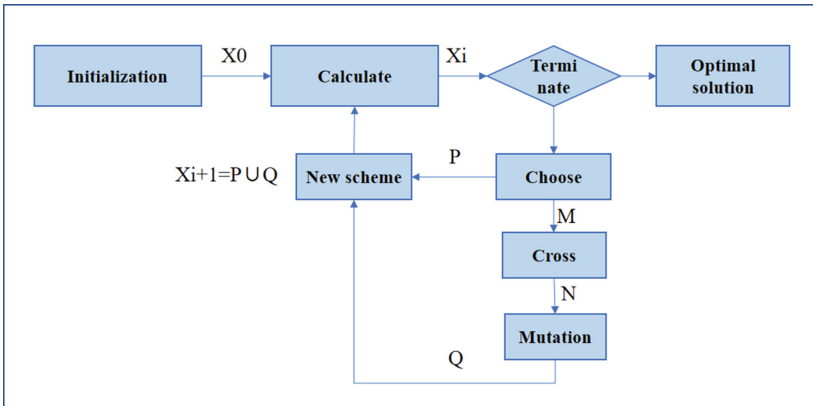 Initialization
X0
Calculate
Xi
Termi
nate
Optimal
solution
Xi+1=P∪Q
New scheme
P
Choose
M
Cross
N
Mutation
Q